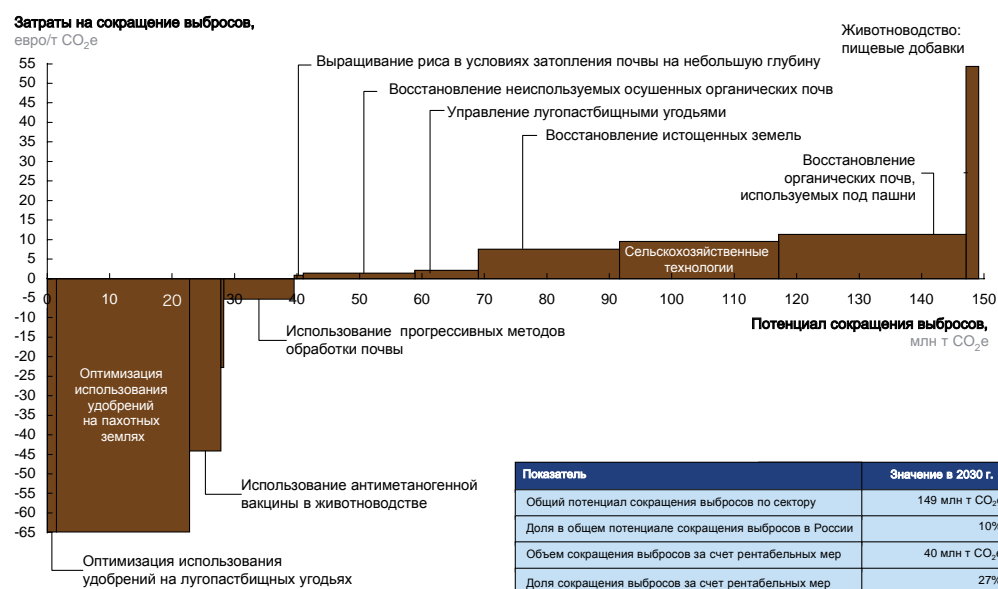 Затраты на сокращение выбросов,
евро/т CO₂e
Животноводство:
пищевые добавки
Выращивание риса в условиях затопления почвы на небольшую глубину
Восстановление неиспользуемых осушенных органических почв
Управление лугопастбищными угодьями
Восстановление истощенных земель
Восстановление
органических почв,
используемых под пашни
Сельскохозяйственные
технологии
55
50
45
40
35
30
25
20
15
10
5
0
-5
-10
-15
-20
-25
-30
-35
-40
-45
-50
-55
-60
-65
0 10 20 30 40 50 60 70 80 90 100 110 120 130 140 150
Потенциал сокращения выбросов,
млн т CO₂e
Использование прогрессивных методов
обработки почвы
Оптимизация
использования
удобрений
на пахотных
землях
Использование антиметаногенной
вакцины в животноводстве
Оптимизация использования
удобрений на лугопастбищных угодьях
Показатель Значение в 2030 г.
Общий потенциал сокращения выбросов по сектору 149 млн т CO₂e
Доля в общем потенциале сокращения выбросов в России 10%
Объем сокращения выбросов за счет рентабельных мер 40 млн т CO₂e
Доля сокращения выбросов за счет рентабельных мер 27%